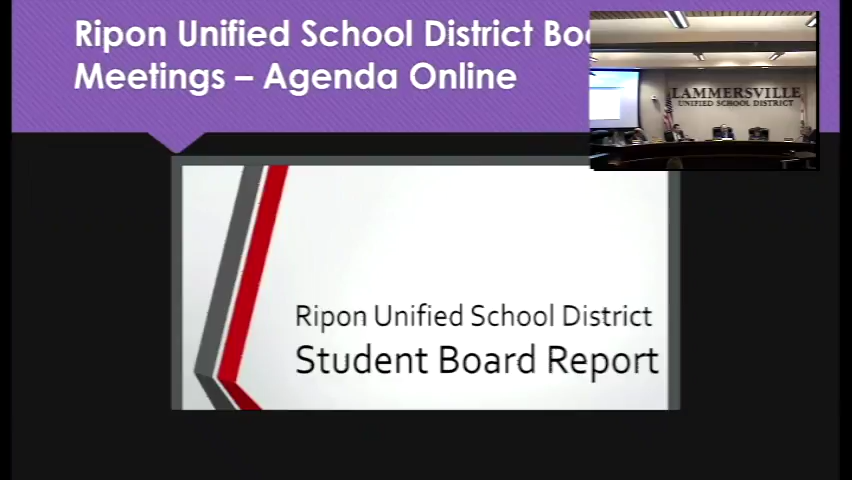 Ripon Unified School District Boa
Meetings – Agenda Online
LAMMERSVILLE
UNIFIED SCHOOL DISTRICT
Ripon Unified School District
Student Board Report